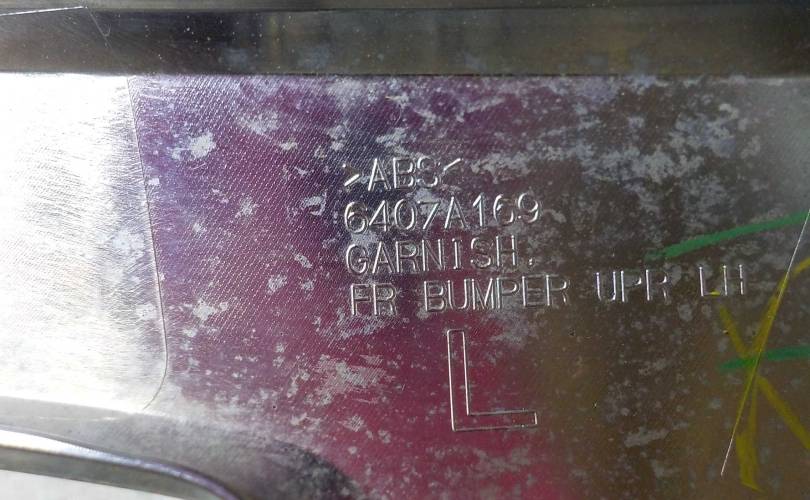 >ABS<
6407A169
GARNISH,
FR BUMPER UPR LH
L